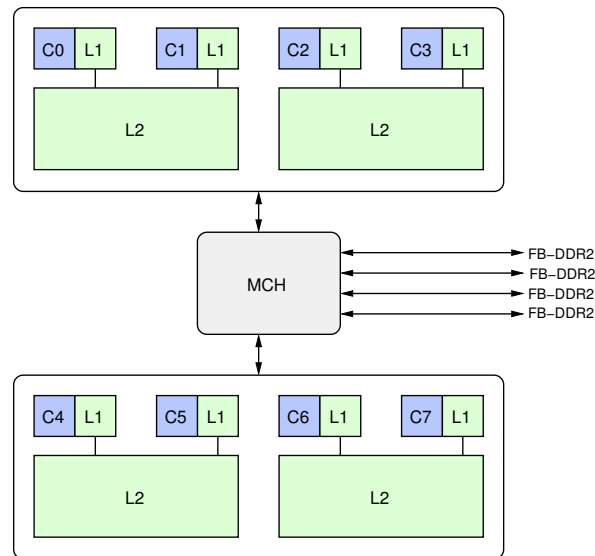 C0 L1 C1 L1 C2 L1 C3 L1
L2 L2
FB–DDR2
MCH FB–DDR2
FB–DDR2
FB–DDR2
C4 L1 C5 L1 C6 L1 C7 L1
L2 L2